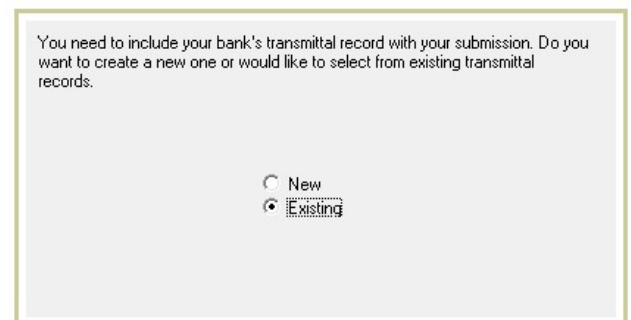 You need to include your bank's transmittal record with your submission. Do you
want to create a new one or would like to select from existing transmittal
records.
New
Existing